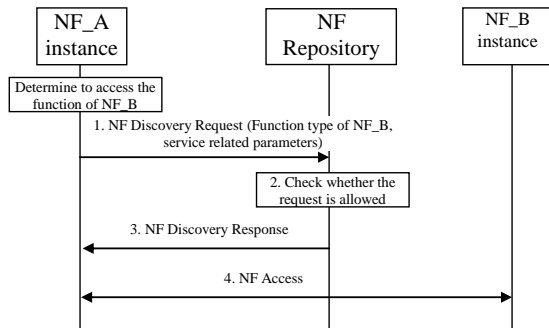 NF_A
instance
NF
Repository
NF_B
instance
Determine to access the
function of NF_B
1. NF Discovery Request (Function type of NF_B,
service related parameters)
2. Check whether the
request is allowed
3. NF Discovery Response
4. NF Access